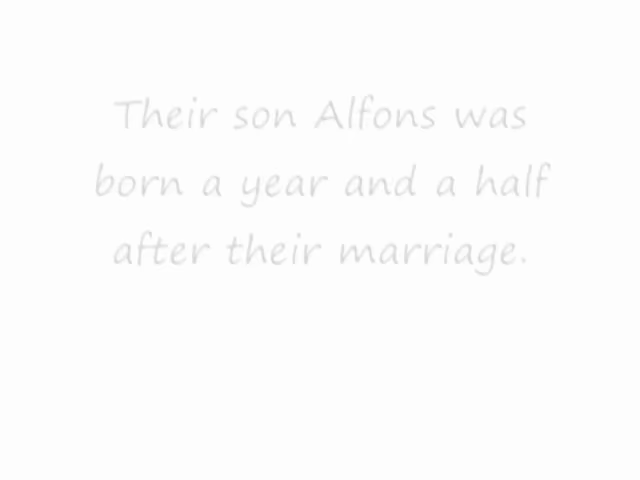 Their son Alfons was
born a year and a half
after their marriage.